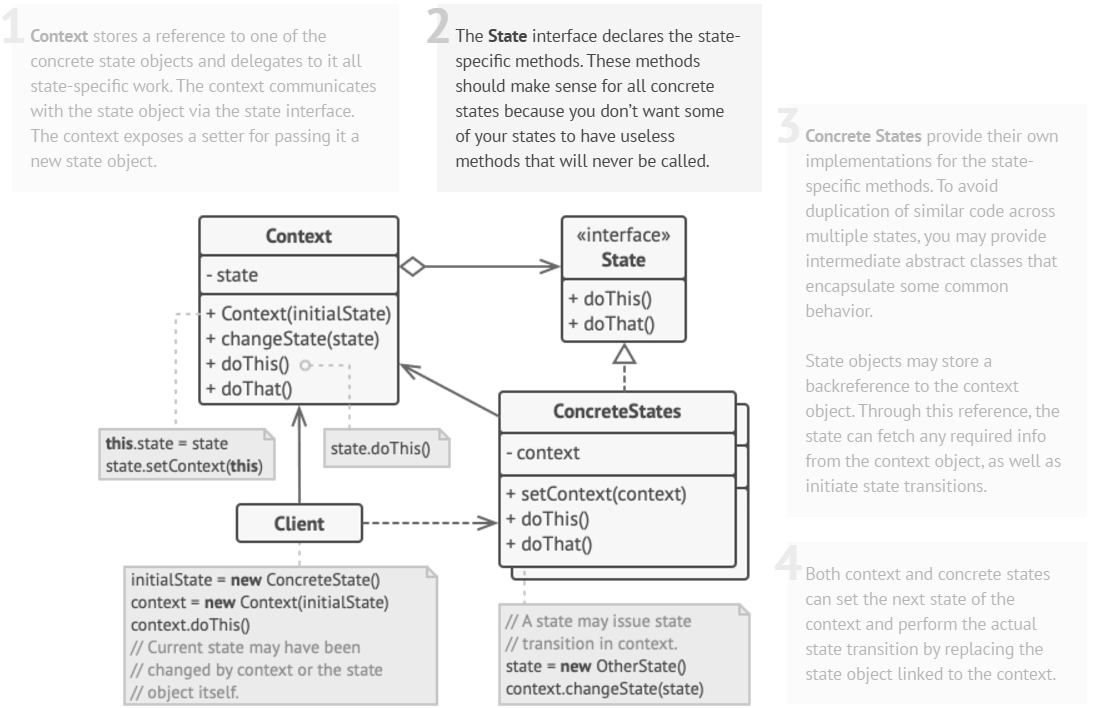 1
Context stores a reference to one of the
concrete state objects and delegates to it all
state-specific work. The context communicates
with the state object via the state interface.
The context exposes a setter for passing it a
new state object.
2
The State interface declares the state-
specific methods. These methods
should make sense for all concrete
states because you don’t want some
of your states to have useless
methods that will never be called.
3
Concrete States provide their own
implementations for the state-
specific methods. To avoid
duplication of similar code across
multiple states, you may provide
intermediate abstract classes that
encapsulate some common
behavior.
State objects may store a
backreference to the context
object. Through this reference, the
state can fetch any required info
from the context object, as well as
initiate state transitions.
4
Both context and concrete states
can set the next state of the
context and perform the actual
state transition by replacing the
state object linked to the context.
Context
- state
+ Context(initialState)
+ changeState(state)
+ doThis()
+ doThat()
«interface»
State
+ doThis()
+ doThat()
this.state = state
state.setContext(this)
state.doThis()
ConcreteStates
- context
+ setContext(context)
+ doThis()
+ doThat()
Client
initialState = new ConcreteState()
context = new Context(initialState)
context.doThis()
// Current state may have been
// changed by context or the state
// object itself.
// A state may issue state
// transition in context.
state = new OtherState()
context.changeState(state)